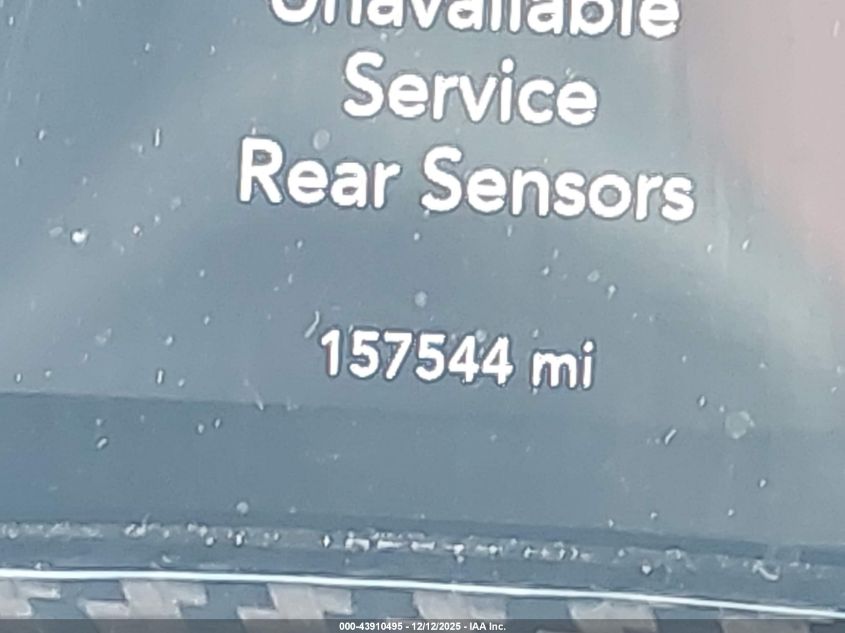 Unavailable
Service
Rear Sensors
157544 mi
000-43910495 - 12/12/2025 - IAA Inc.